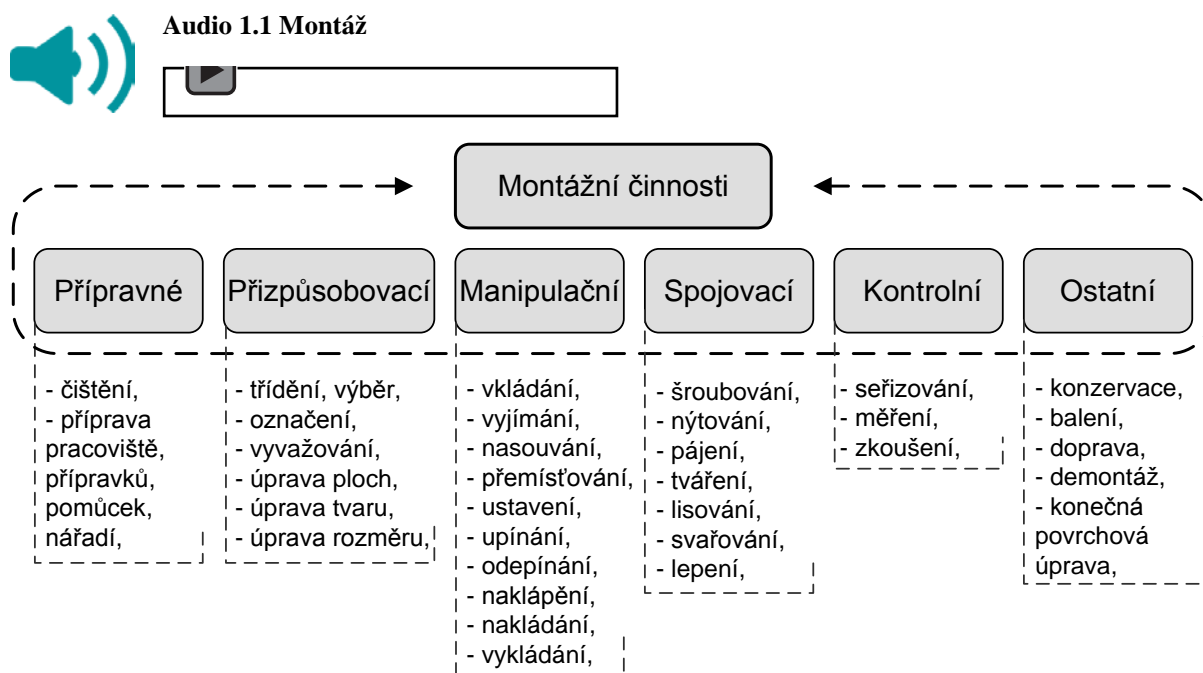 Audio 1.1 Montáž
Montážní činnosti
Přípravné
Přizpůsobovací
Manipulační
Spojovací
Kontrolní
Ostatní
- čištění,
- příprava
pracoviště,
přípravků,
pomůcek,
nářadí,
- třídění, výběr,
- označení,
- vyvažování,
- úprava ploch,
- úprava tvaru,
- úprava rozměru,
- vkládání,
- vyjímání,
- nasouvání,
- přemísťování,
- ustavení,
- upínání,
- odepínání,
- naklápění,
- nakládání,
- vykládání,
- šroubování,
- nýtování,
- pájení,
- tváření,
- lisování,
- svařování,
- lepení,
- seřizování,
- měření,
- zkoušení,
- konzervace,
- balení,
- doprava,
- demontáž,
- konečná
povrchová
úprava,